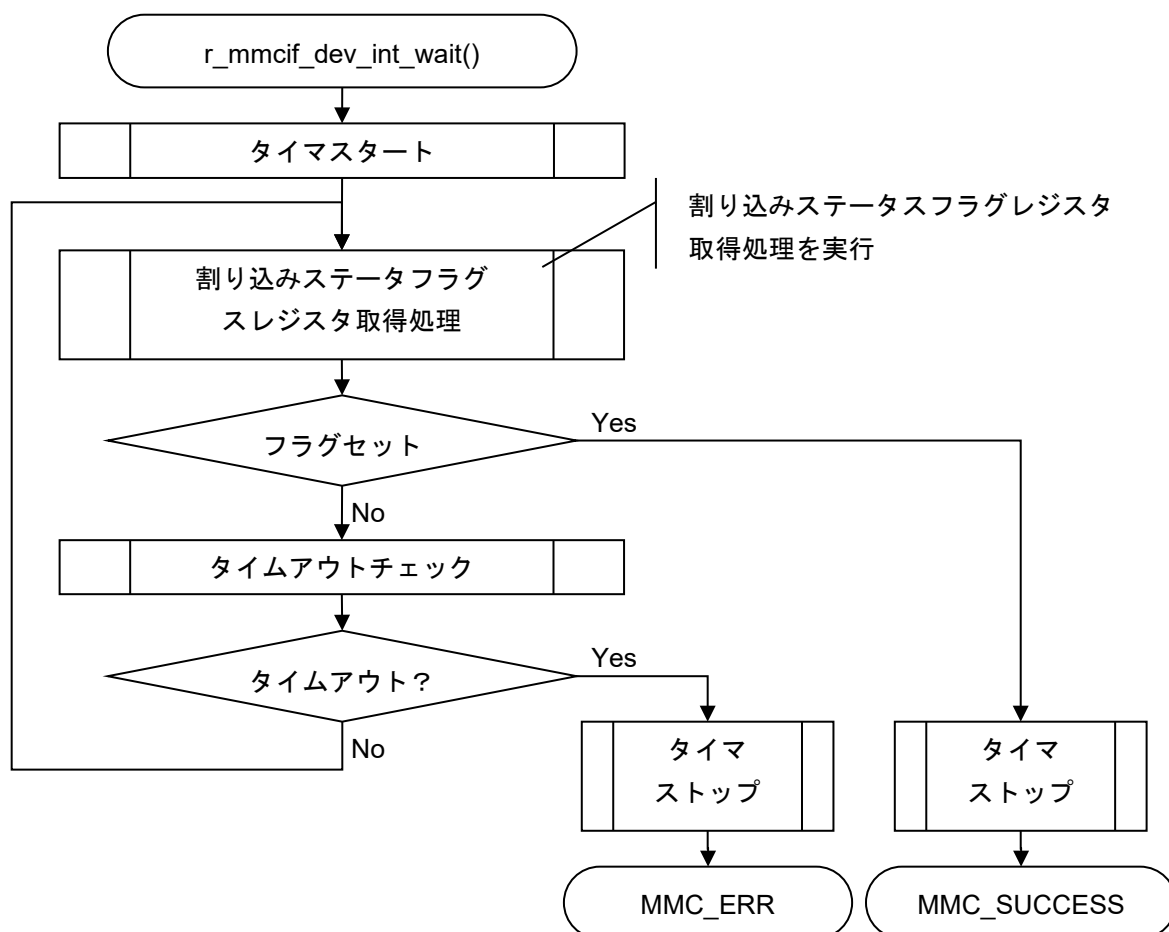 r_mmcif_dev_int_wait()
タイマスタート
割り込みステータスフラグレジスタ
取得処理を実行
割り込みステータフラグ
スレジスタ取得処理
フラグセット
Yes
No
タイムアウトチェック
タイムアウト？
Yes
No
タイマ
ストップ
タイマ
ストップ
MMC_ERR
MMC_SUCCESS